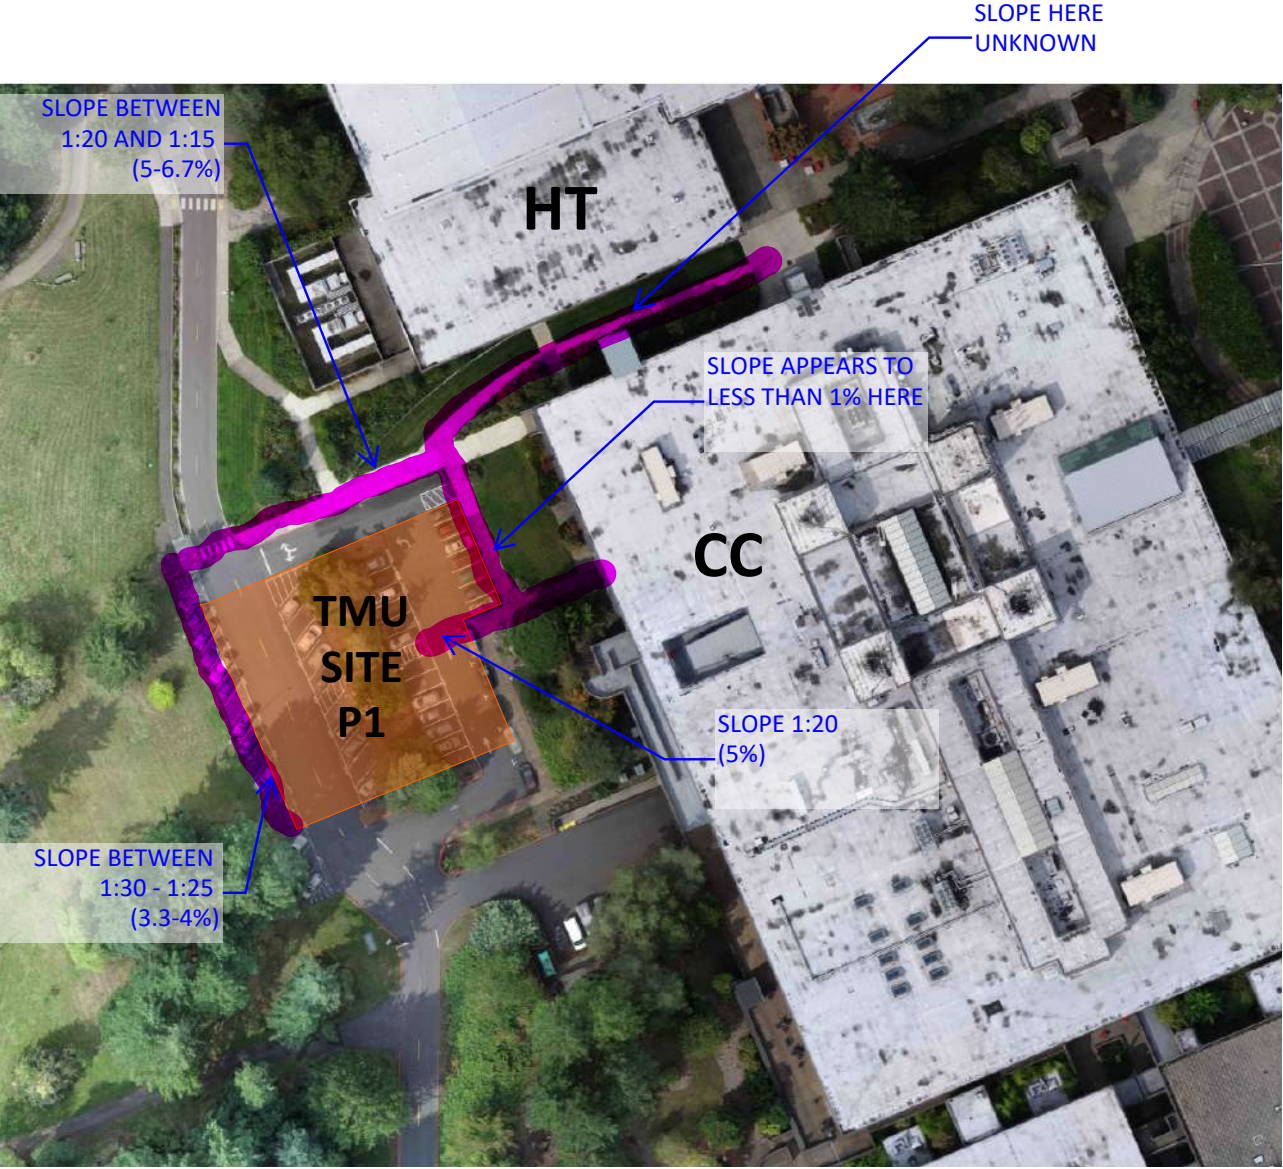 SLOPE HERE
UNKNOWN
SLOPE BETWEEN
1:20 AND 1:15
(5-6.7%)
HT
SLOPE APPEARS TO
LESS THAN 1% HERE
CC
TMU
SITE
P1
SLOPE 1:20
(5%)
SLOPE BETWEEN
1:30 - 1:25
(3.3-4%)